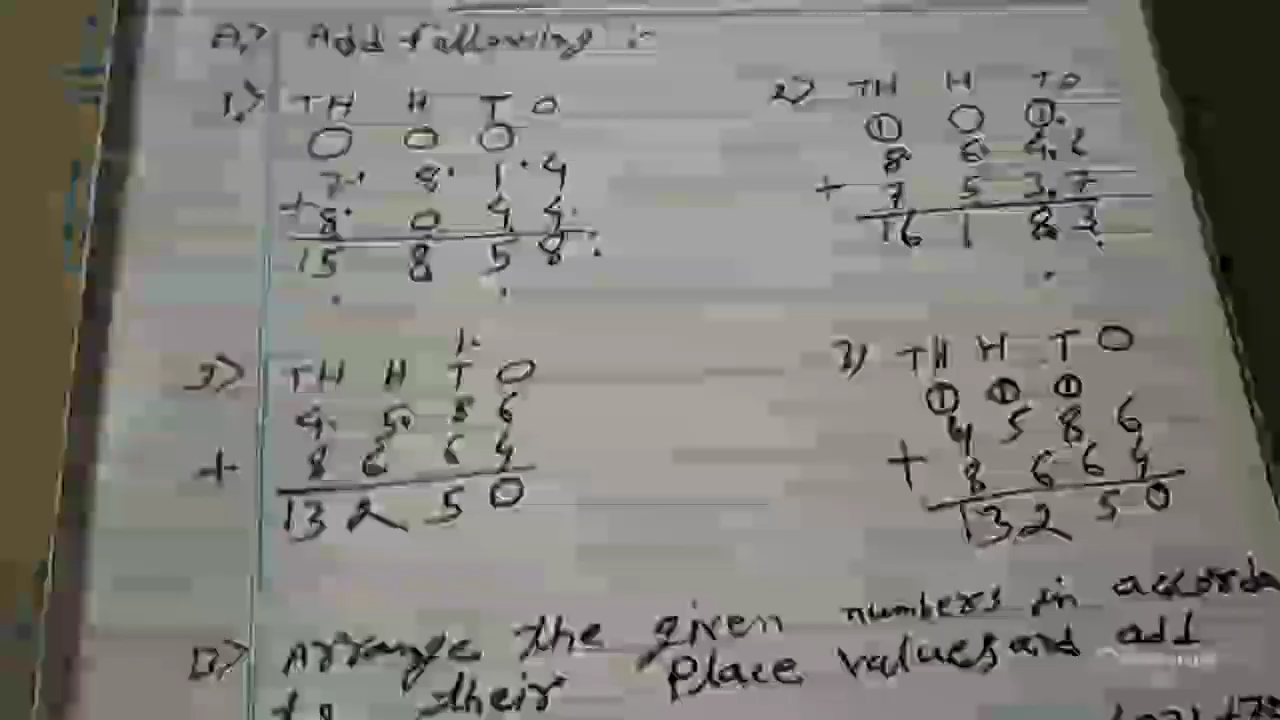 A.> Add following :-
1.> TH H T O
0 0 0
7 8 1 4
+ 8 0 4 4
15 8 5 8
2> TH H T O
1 0 1
8 6 4
+ 7 5 3 7
16 1 8
1
3> TH H T O
4 5 8 6
+ 8 6 6 4
13 2 5 0
3) TH H T O
1 1 1
4 5 8 6
+ 8 6 6 4
13 2 5 0
Arrange the given numbers in accorda
to their place values and add